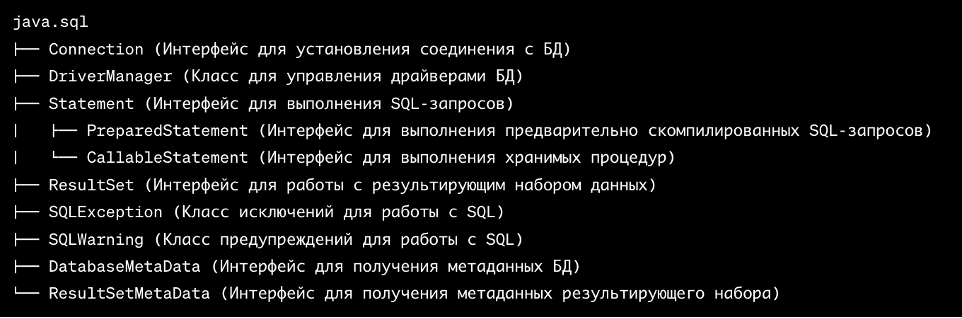 java.sql
├── Connection (Интерфейс для установления соединения с БД)
├── DriverManager (Класс для управления драйверами БД)
├── Statement (Интерфейс для выполнения SQL-запросов)
|   ├── PreparedStatement (Интерфейс для выполнения предварительно скомпилированных SQL-запросов)
|   └── CallableStatement (Интерфейс для выполнения хранимых процедур)
├── ResultSet (Интерфейс для работы с результирующим набором данных)
├── SQLException (Класс исключений для работы с SQL)
├── SQLWarning (Класс предупреждений для работы с SQL)
├── DatabaseMetaData (Интерфейс для получения метаданных БД)
└── ResultSetMetaData (Интерфейс для получения метаданных результирующего набора)